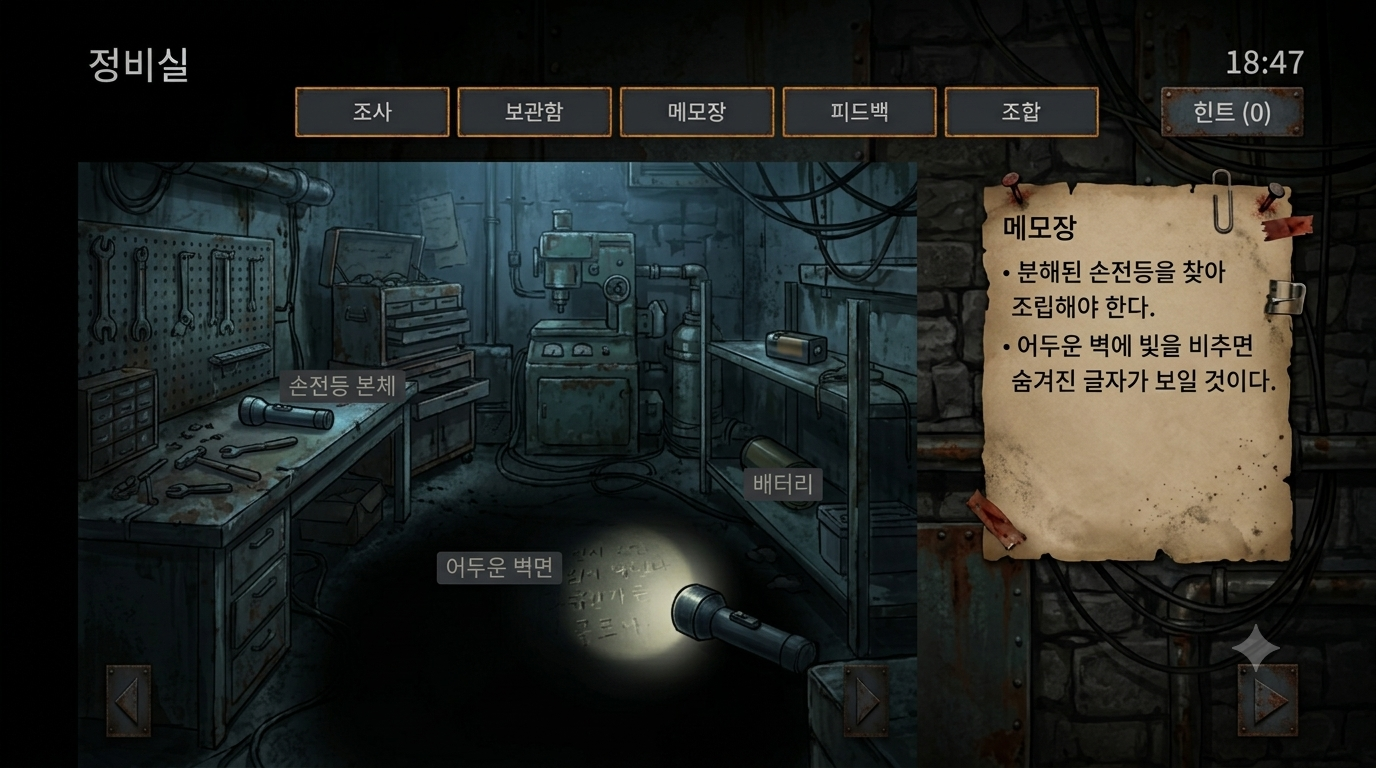 정비실
18:47
조사
보관함
메모장
피드백
조합
힌트 (0)
손전등 본체
배터리
어두운 벽면
메모장
• 분해된 손전등을 찾아
조립해야 한다.
• 어두운 벽에 빛을 비추면
숨겨진 글자가 보일 것이다.